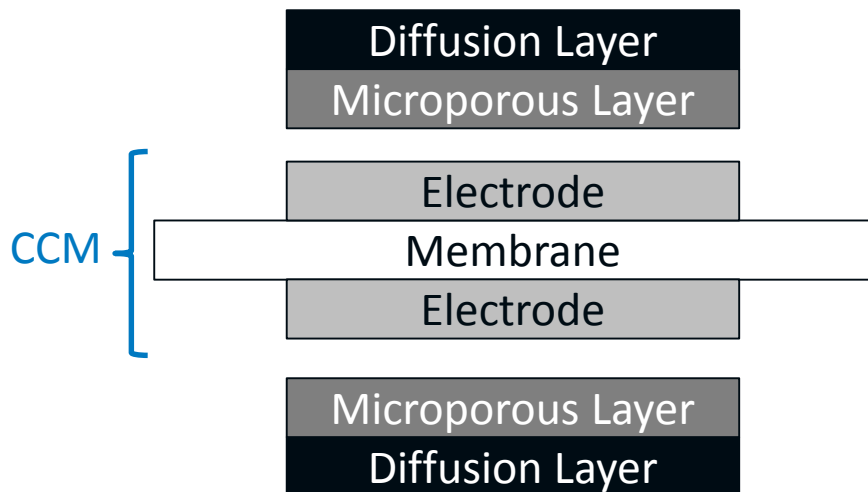 Diffusion Layer
Microporous Layer
Electrode
CCM
Membrane
Electrode
Microporous Layer
Diffusion Layer